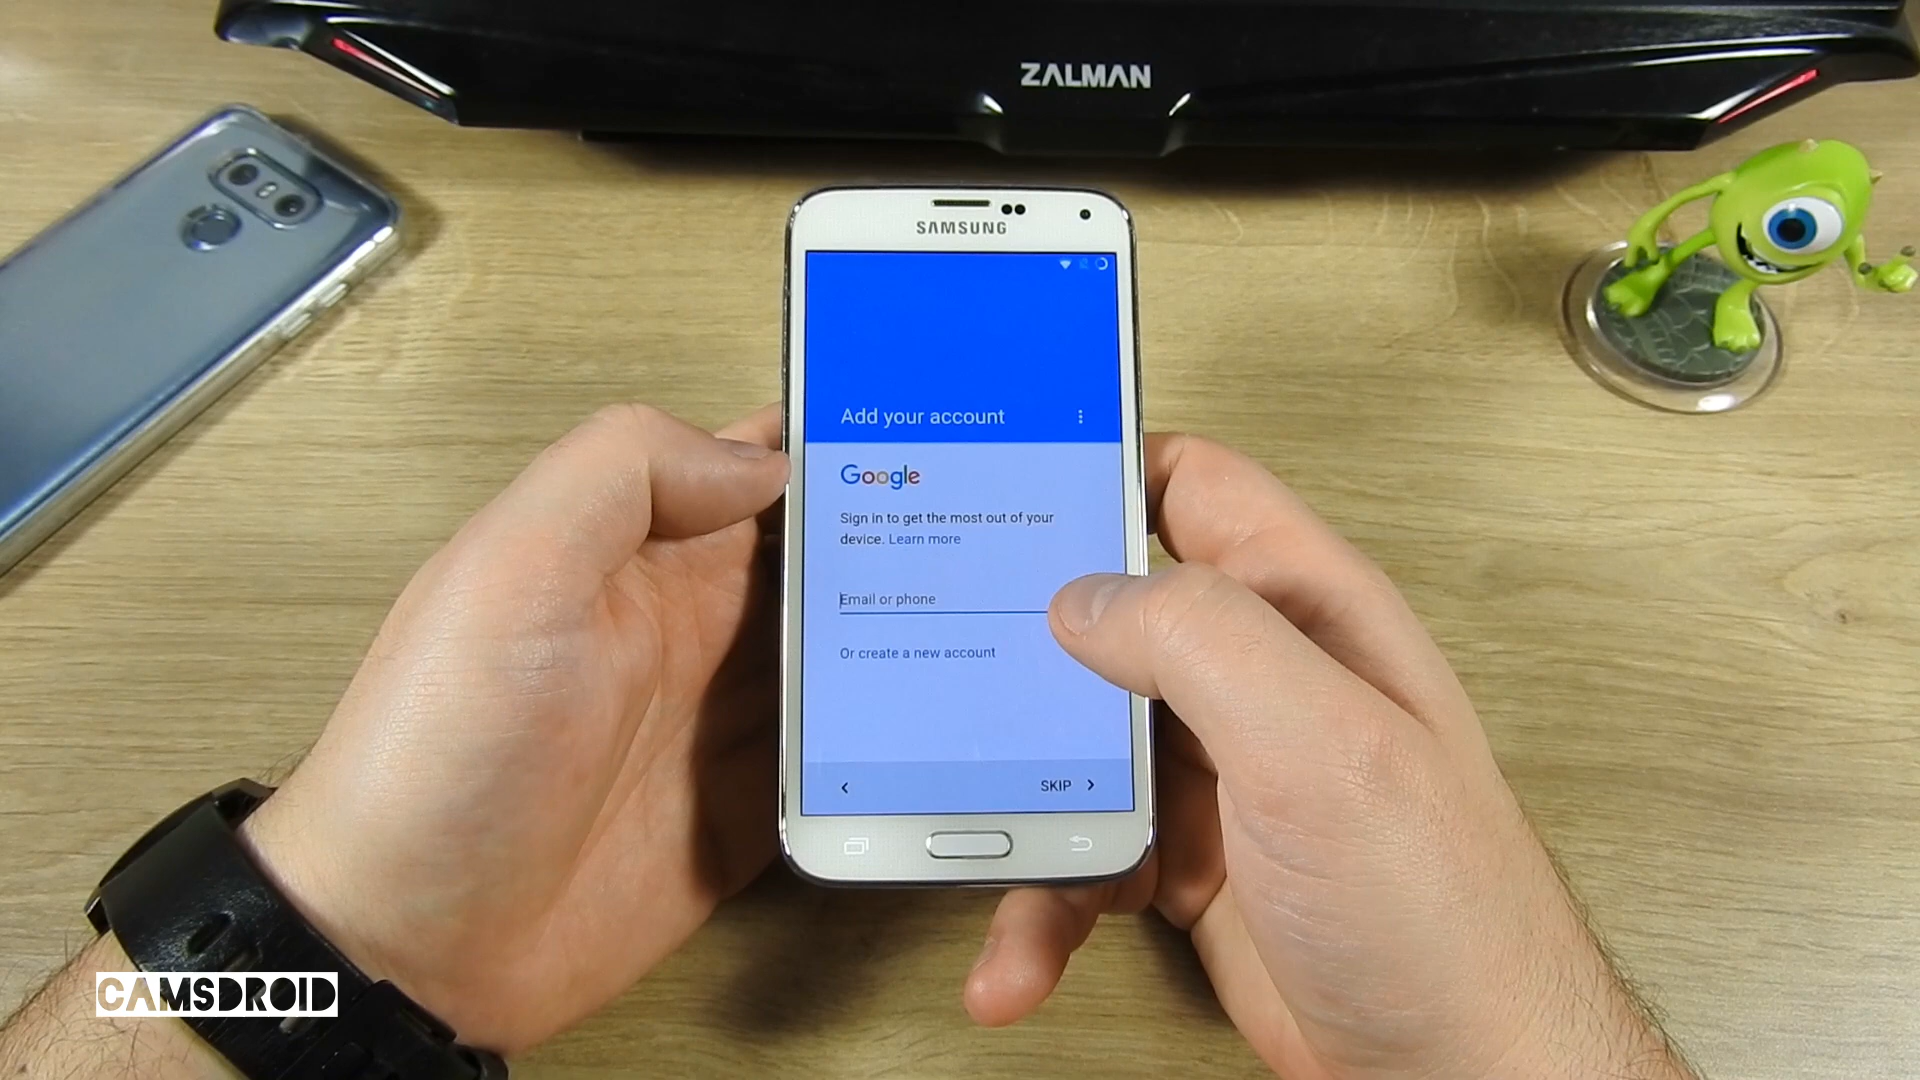 ZALMAN
SAMSUNG
Add your account
Google
Sign in to get the most out of your
device. Learn more
Email or phone
Or create a new account
SKIP
CAMSDROID